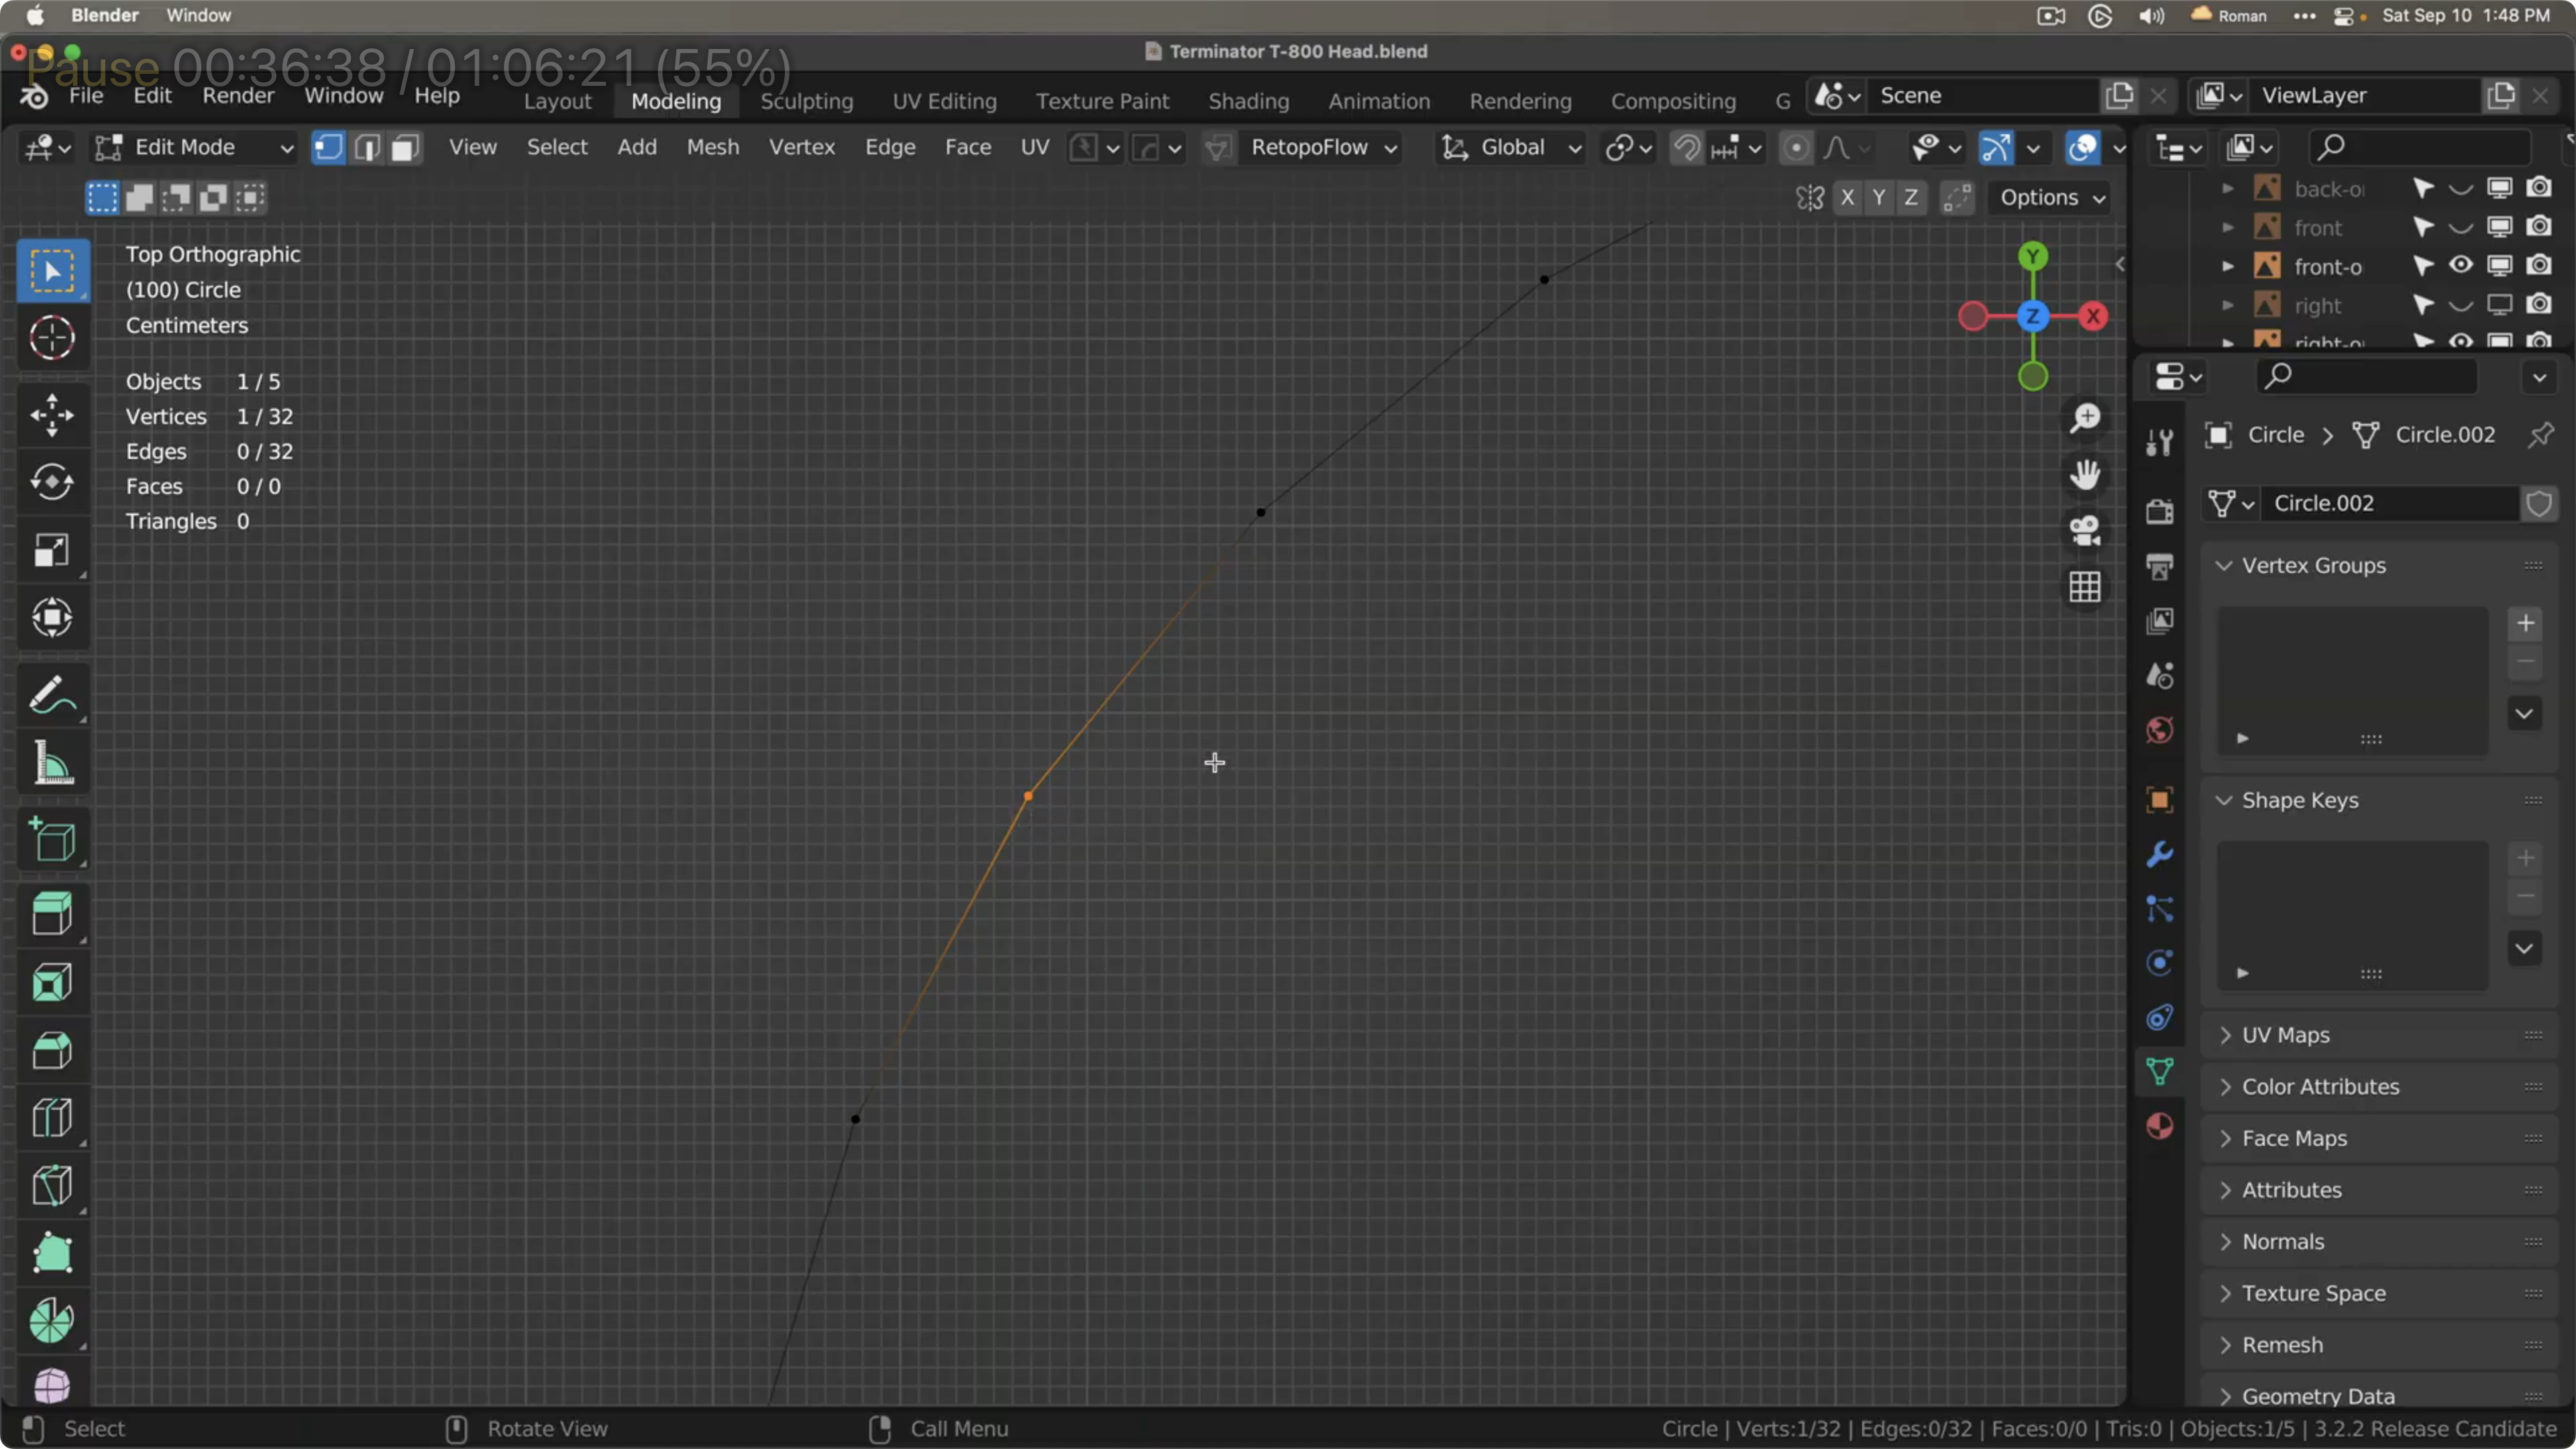 Blender Window Roman ••• Sat Sep 10 1:48 PM
Terminator T-800 Head.blend
Pause 00:36:38 / 01:06:21 (55%)
File Edit Render Window Help Layout Modeling Sculpting UV Editing Texture Paint Shading Animation Rendering Compositing G Scene ViewLayer
Edit Mode View Select Add Mesh Vertex Edge Face UV RetopoFlow Global
X Y Z Options
back-o
front
front-o
right
right-o
Top Orthographic
(100) Circle
Centimeters
Objects 1 / 5
Vertices 1 / 32
Edges 0 / 32
Faces 0 / 0
Triangles 0
Y
Z X
Circle > Circle.002
Circle.002
Vertex Groups
Shape Keys
UV Maps
Color Attributes
Face Maps
Attributes
Normals
Texture Space
Remesh
Geometry Data
Select Rotate View Call Menu Circle | Verts:1/32 | Edges:0/32 | Faces:0/0 | Tris:0 | Objects:1/5 | 3.2.2 Release Candidate